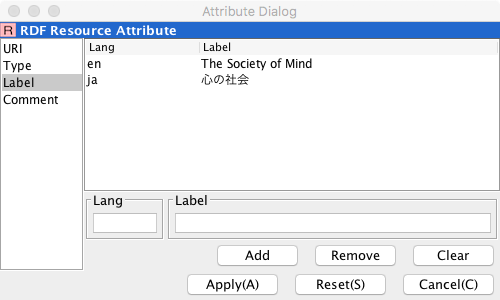 Attribute Dialog
R RDF Resource Attribute
URI
Type
Label
Comment
Lang Label
en The Society of Mind
ja 心の社会
Lang Label
Add Remove Clear
Apply(A) Reset(S) Cancel(C)